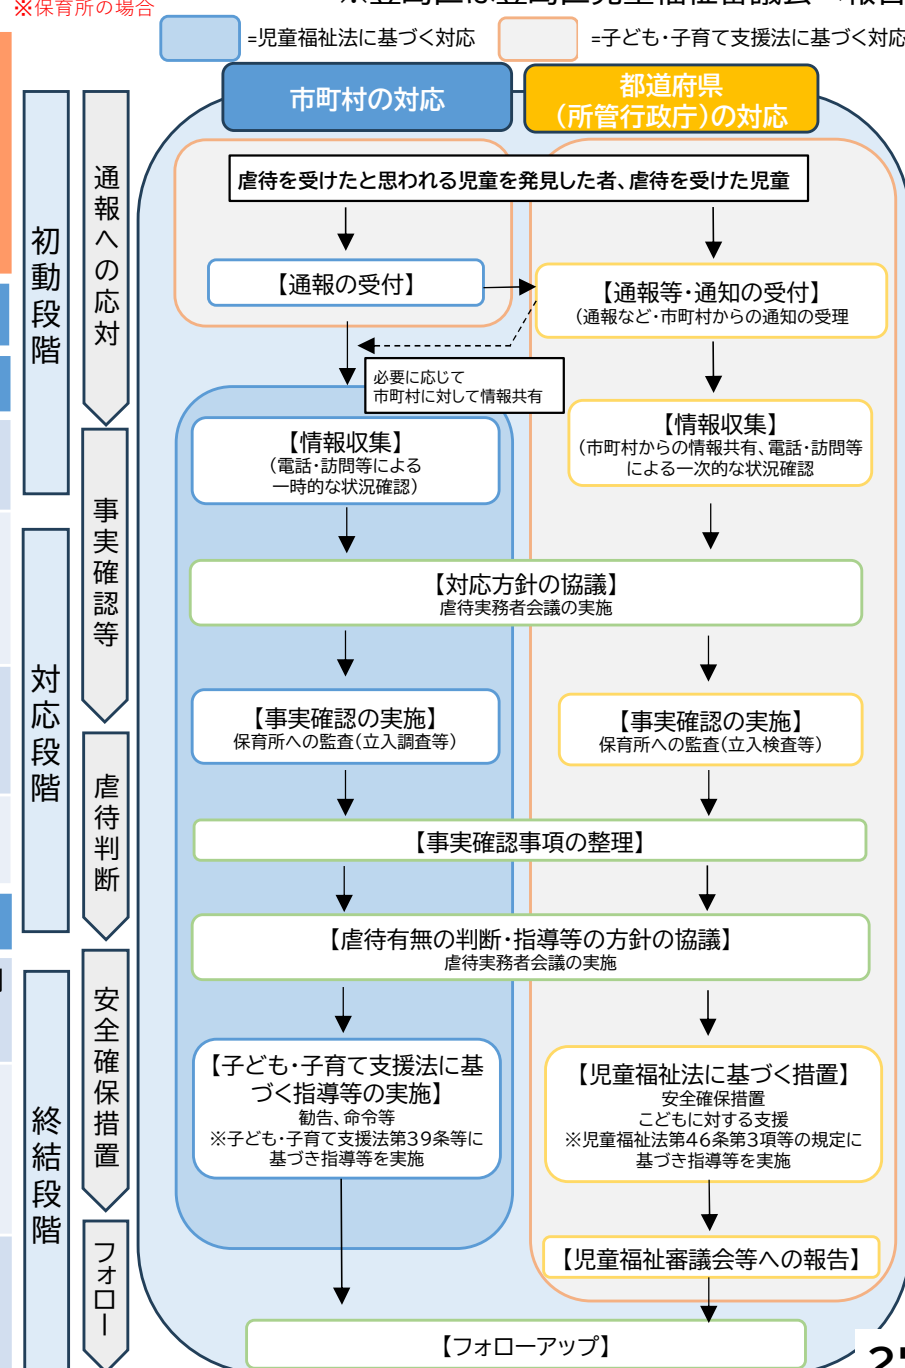 ※保育所の場合
=児童福祉法に基づく対応
=子ども・子育て支援法に基づく対応
市町村の対応
都道府県
(所管行政庁)の対応
初動段階
通報への応対
虐待を受けたと思われる児童を発見した者、虐待を受けた児童
【通報の受付】
【通報等・通知の受付】
(通報など・市町村からの通知の受理
必要に応じて
市町村に対して情報共有
【情報収集】
(電話・訪問等による
一時的な状況確認)
【情報収集】
(市町村からの情報共有、電話・訪問等
による一次的な状況確認
事実確認等
対応段階
【対応方針の協議】
虐待実務者会議の実施
【事実確認の実施】
保育所への監査(立入調査等)
【事実確認の実施】
保育所への監査(立入検査等)
虐待判断
【事実確認事項の整理】
【虐待有無の判断・指導等の方針の協議】
虐待実務者会議の実施
終結段階
安全確保措置
【子ども・子育て支援法に基
づく指導等の実施】
勧告、命令等
※子ども・子育て支援法第39条等に
基づき指導等を実施
【児童福祉法に基づく措置】
安全確保措置
こどもに対する支援
※児童福祉法第46条第3項等の規定に
基づき指導等を実施
【児童福祉審議会等への報告】
フォロー
【フォローアップ】